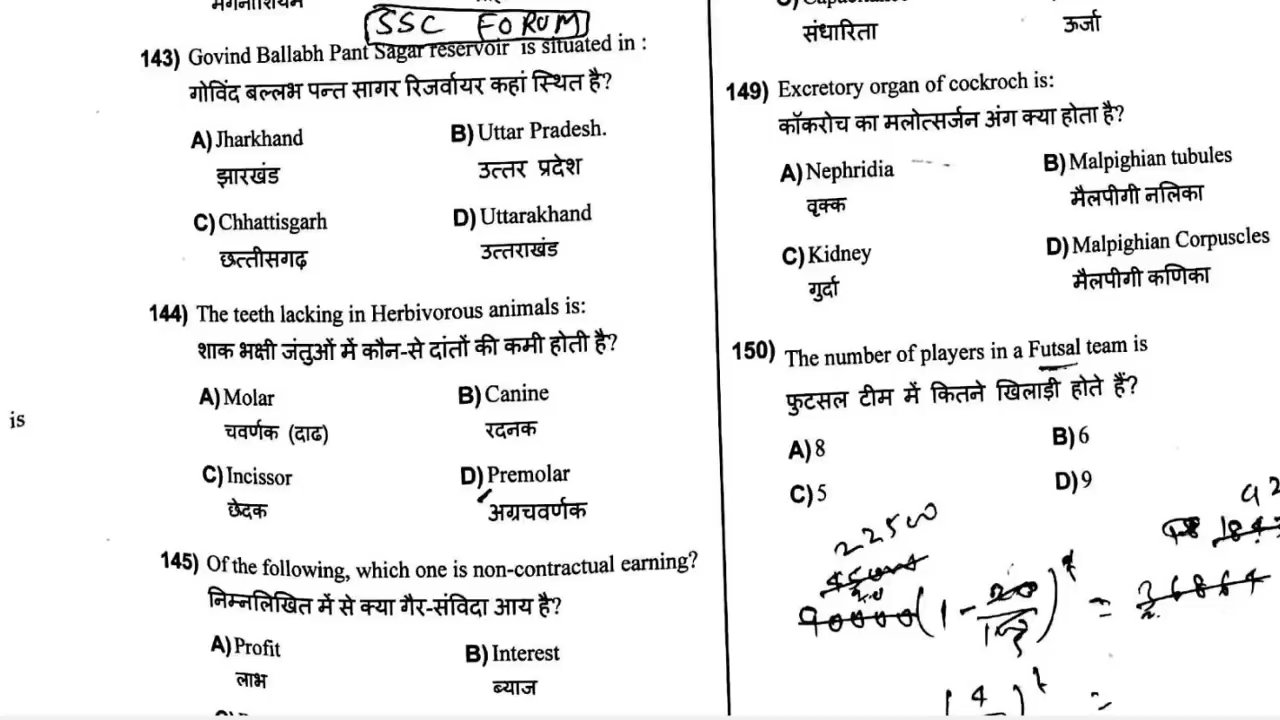 मैगनीशियम
SSC FORUM
143) Govind Ballabh Pant Sagar reservoir is situated in :
गोविंद बल्लभ पन्त सागर रिजर्वायर कहां स्थित है?
A) Jharkhand
झारखंड
B) Uttar Pradesh.
उत्तर प्रदेश
C) Chhattisgarh
छत्तीसगढ़
D) Uttarakhand
उत्तराखंड
144) The teeth lacking in Herbivorous animals is:
शाक भक्षी जंतुओं में कौन-से दांतों की कमी होती है?
A) Molar
चवर्णक (दाढ)
B) Canine
रदनक
C) Incissor
छेदक
D) Premolar
अग्रचवर्णक
is
145) Of the following, which one is non-contractual earning?
निम्नलिखित में से क्या गैर-संविदा आय है?
A) Profit
लाभ
B) Interest
ब्याज
संधारिता
ऊर्जा
149) Excretory organ of cockroch is:
कॉकरोच का मलोत्सर्जन अंग क्या होता है?
A) Nephridia
वृक्क
B) Malpighian tubules
मैलपीगी नलिका
C) Kidney
गुर्दा
D) Malpighian Corpuscles
मैलपीगी कणिका
150) The number of players in a Futsal team is
फुटसल टीम में कितने खिलाड़ी होते हैं?
A) 8
B) 6
C) 5
D) 9
22500
90000(1 -
= 36864